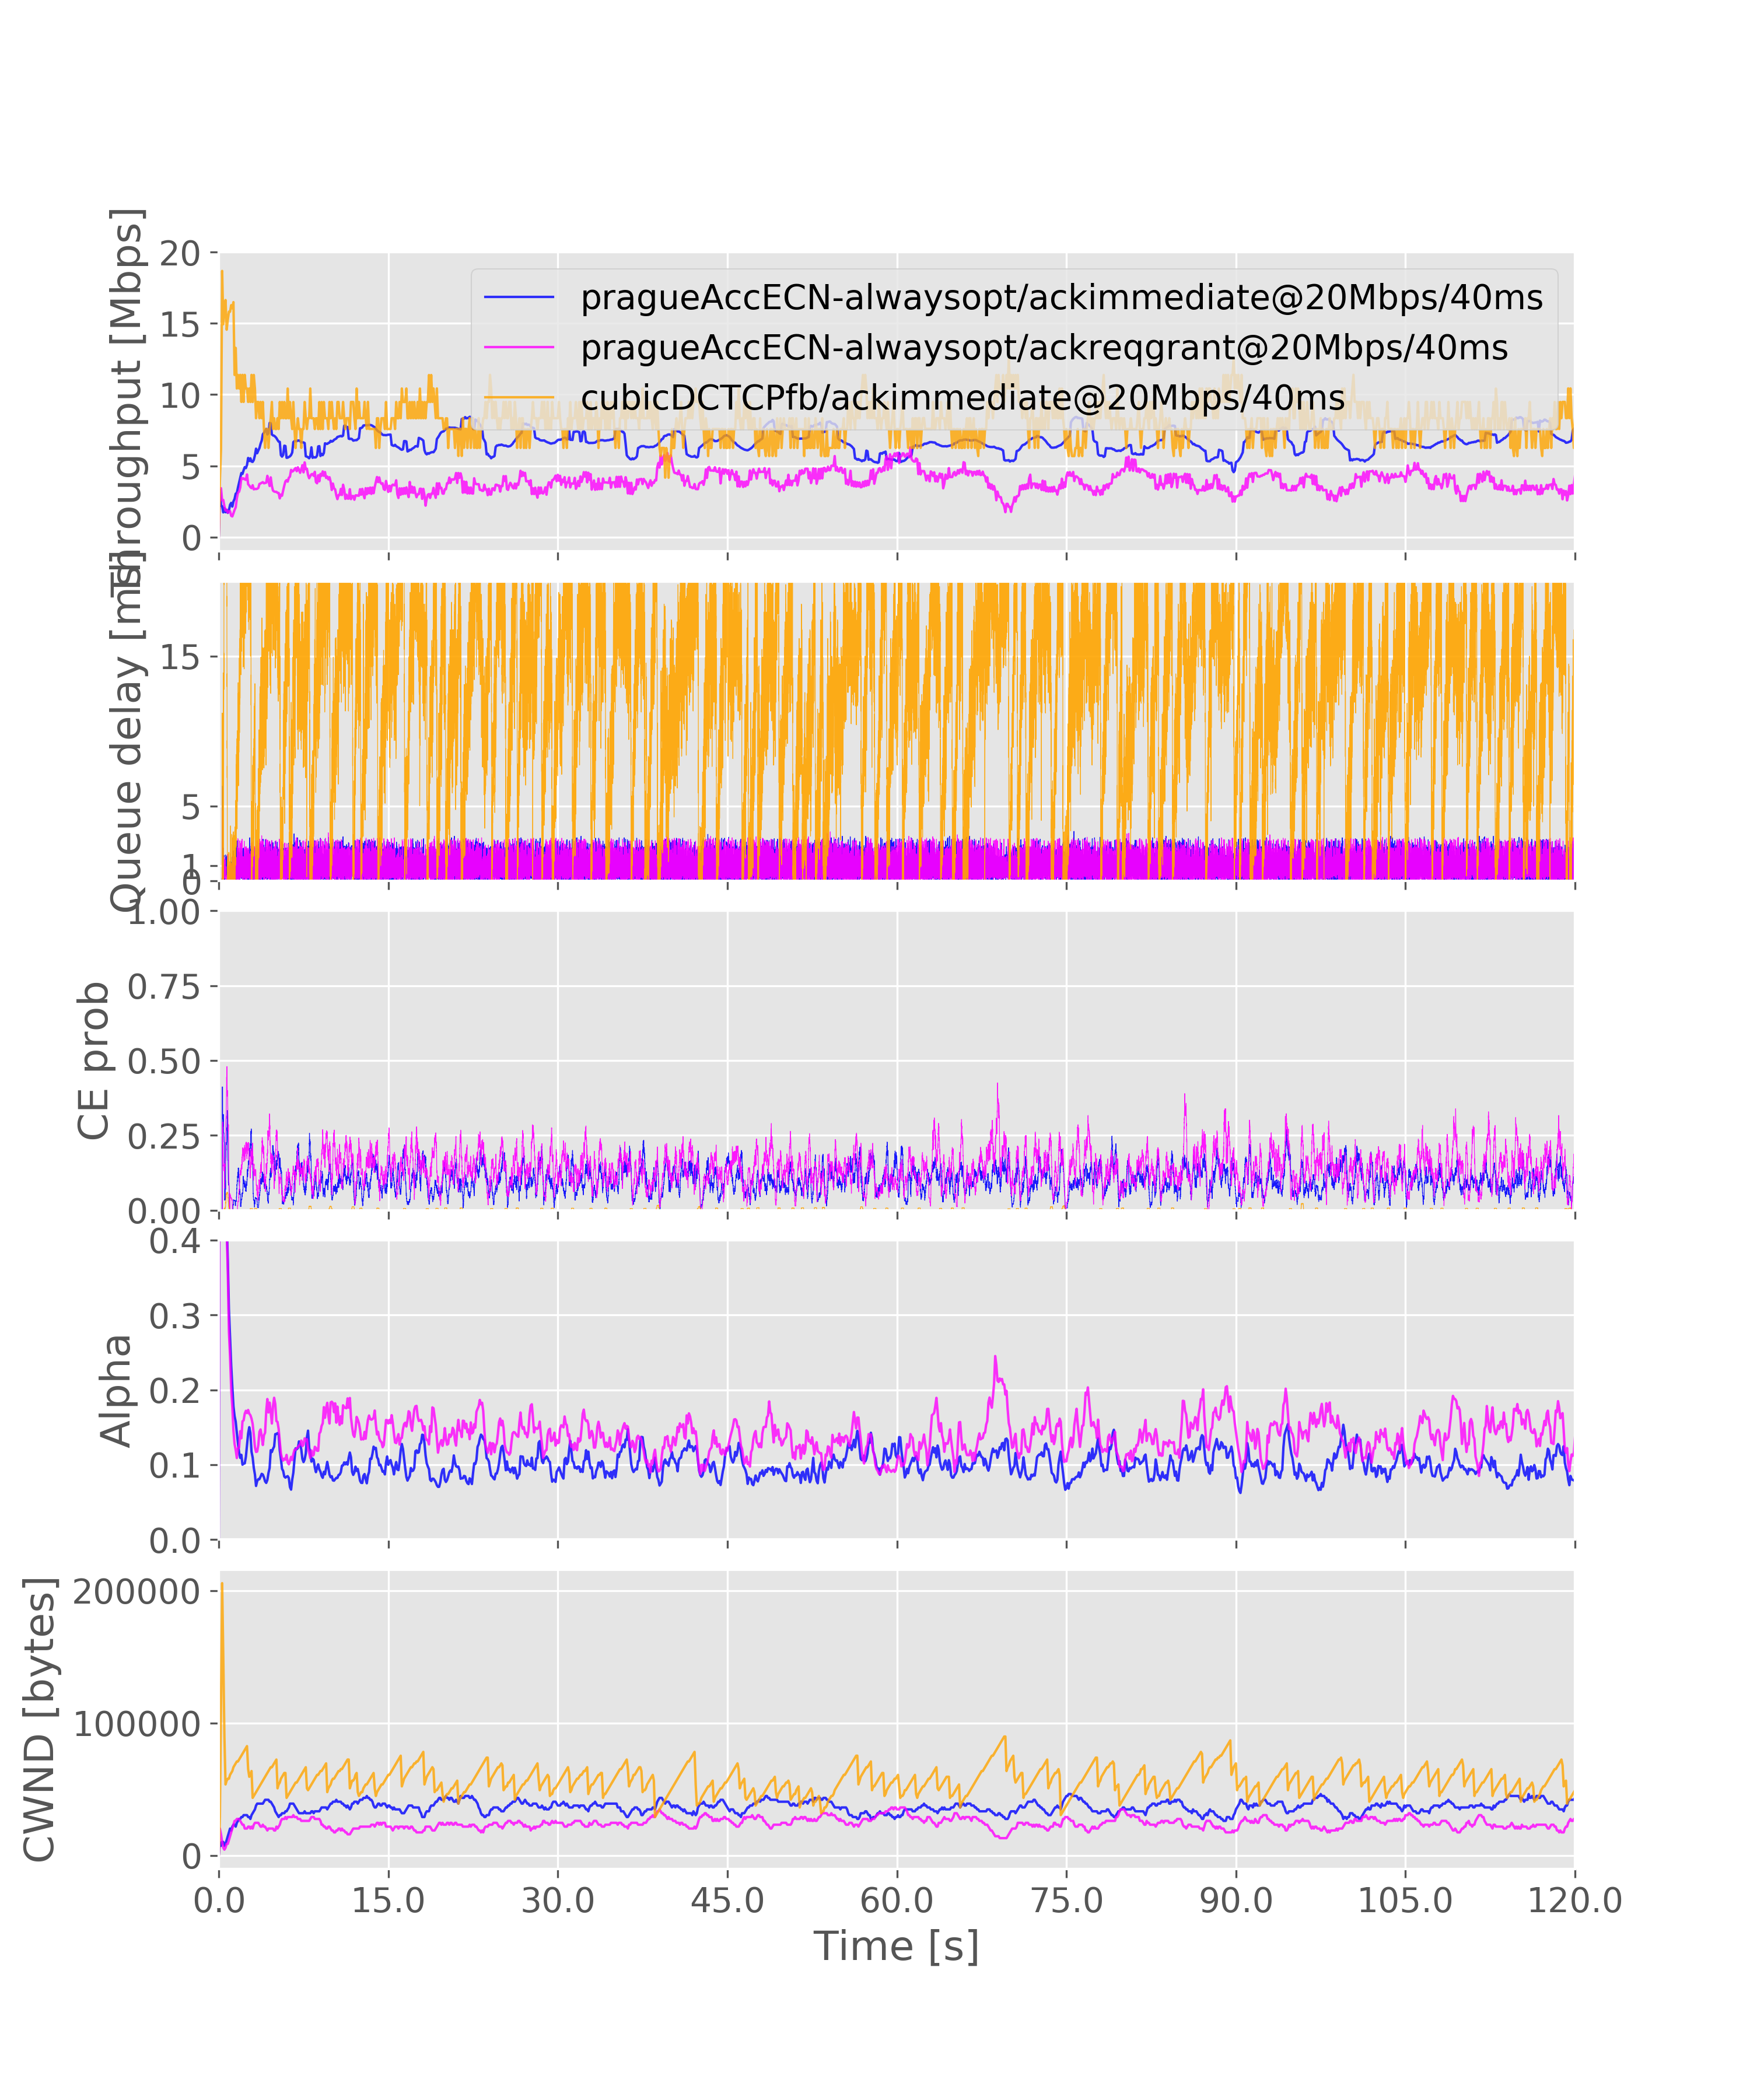 Throughput [Mbps]
20
15
10
5
0
pragueAccECN-alwaysopt/ackimmediate@20Mbps/40ms
pragueAccECN-alwaysopt/ackreqgrant@20Mbps/40ms
cubicDCTCPfb/ackimmediate@20Mbps/40ms
Queue delay [ms]
15
5
1
0
CE prob
1.00
0.75
0.50
0.25
0.00
Alpha
0.4
0.3
0.2
0.1
0.0
CWND [bytes]
200000
100000
0
0.0 15.0 30.0 45.0 60.0 75.0 90.0 105.0 120.0
Time [s]